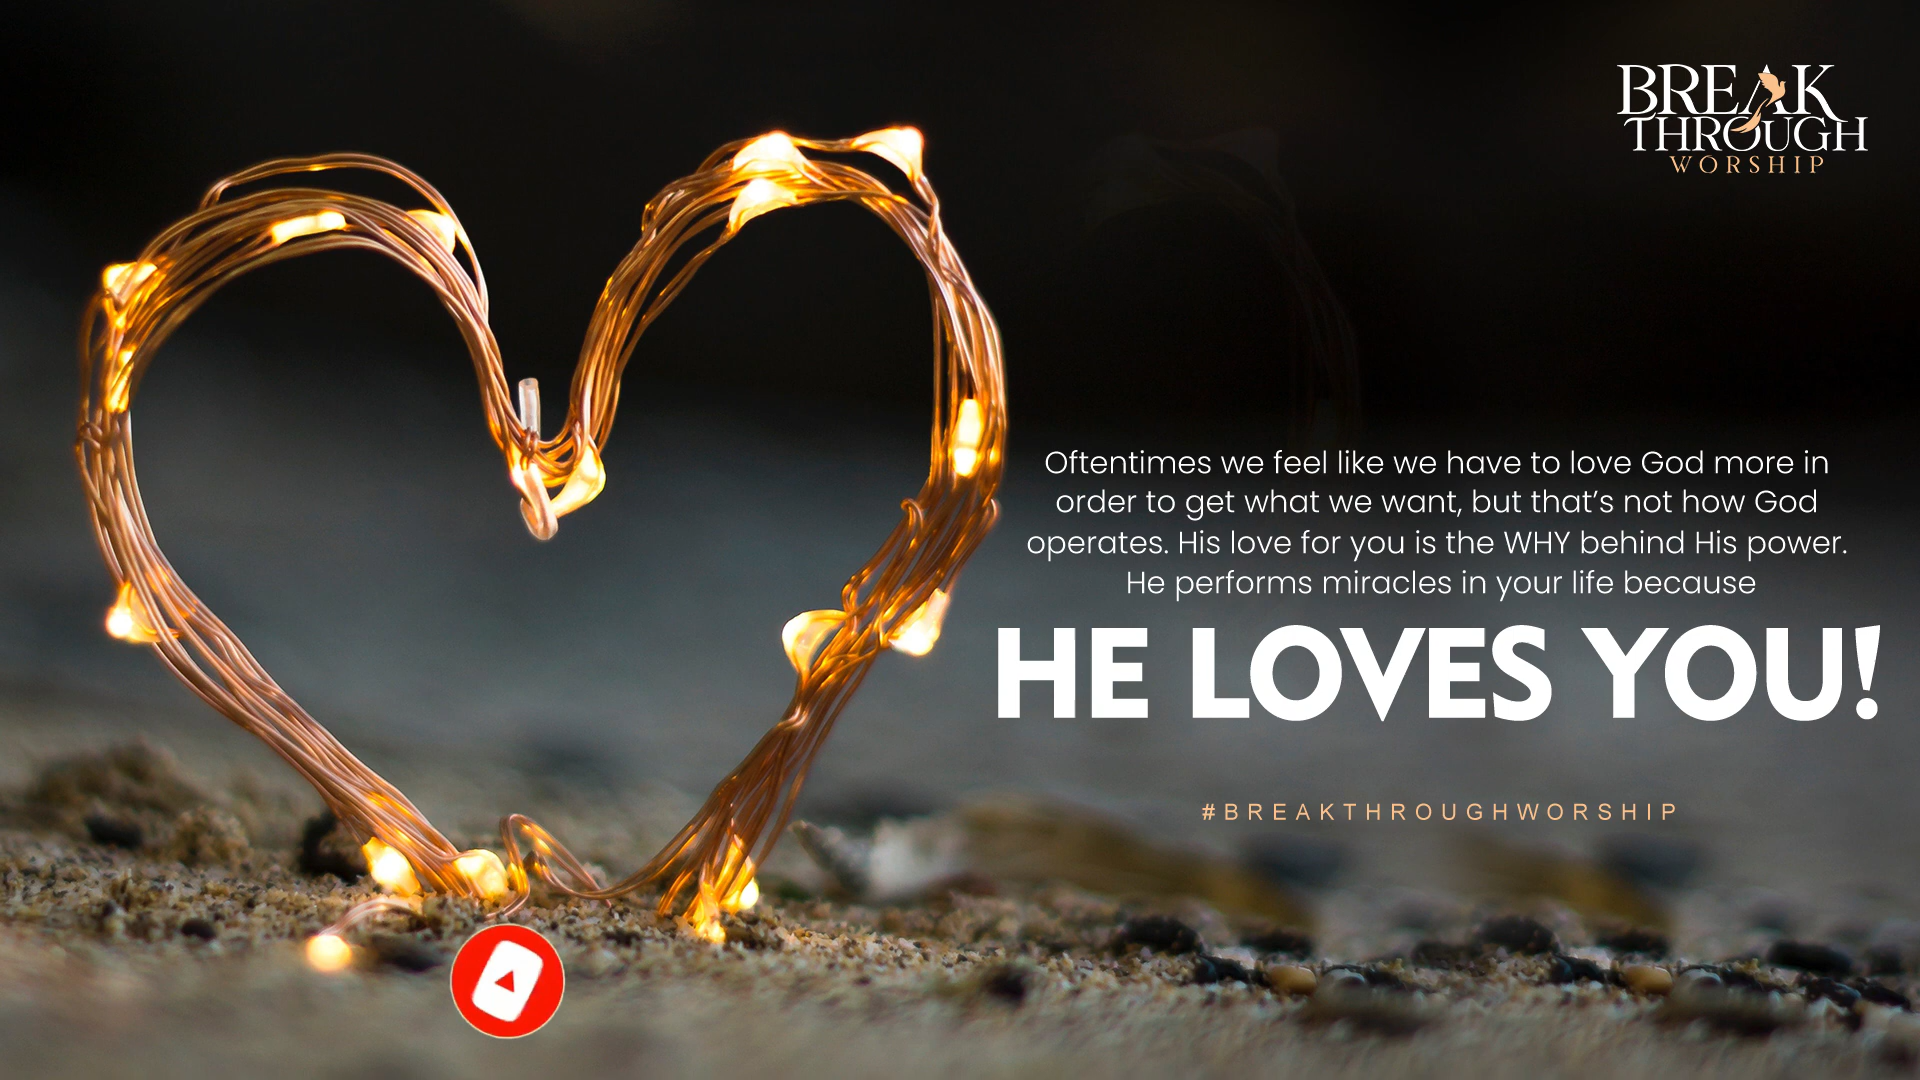 BREAK
THROUGH
WORSHIP
Oftentimes we feel like we have to love God more in
order to get what we want, but that’s not how God
operates. His love for you is the WHY behind His power.
He performs miracles in your life because
HE LOVES YOU!
#BREAKTHROUGHWORSHIP